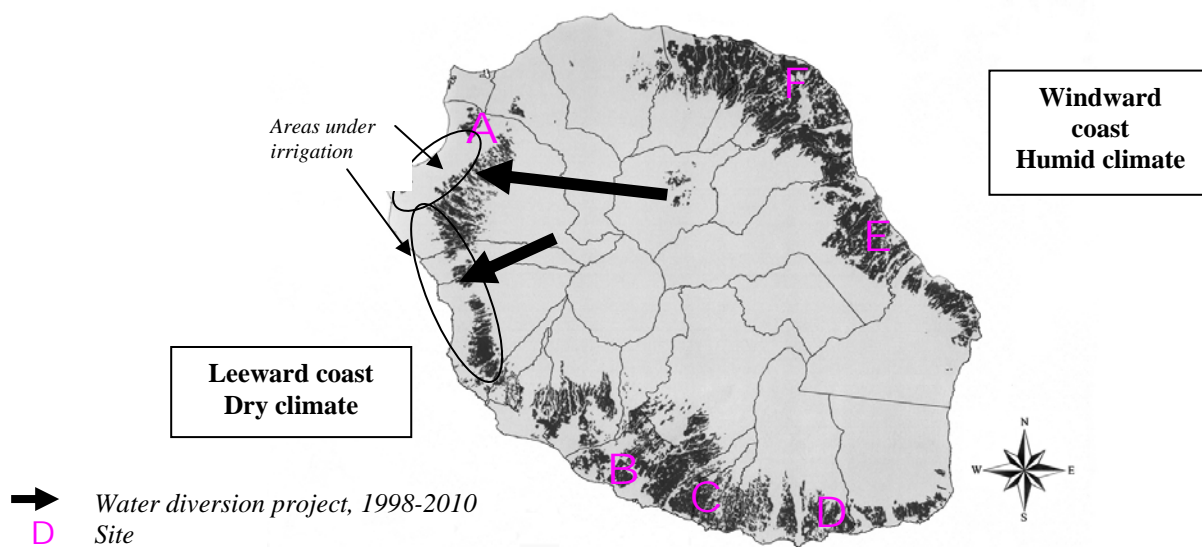 F
Windward
coast
Humid climate
Areas under
irrigation
A
E
Leeward coast
Dry climate
B
C
D
N
W
E
S
Water diversion project, 1998-2010
D
Site